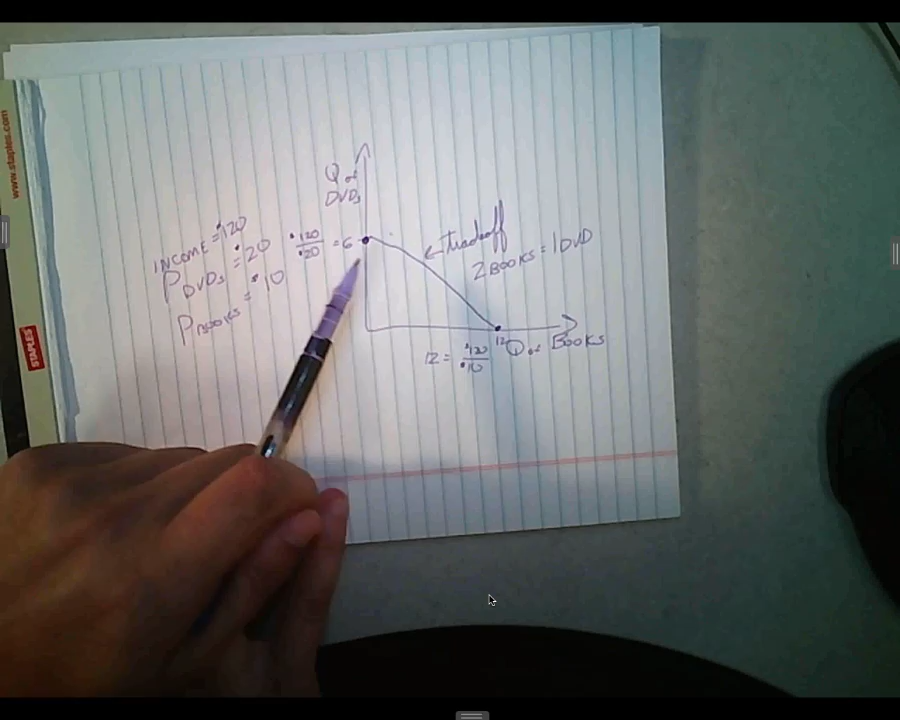 www.staples.com
STAPLES
INCOME = $120
P DVDs = $20
P BOOKS = $10
Q of
DVDs
$120
$20
= 6
tradeoff
2 BOOKS = 1 DVD
12
Q of BOOKS
12 = $120
$10